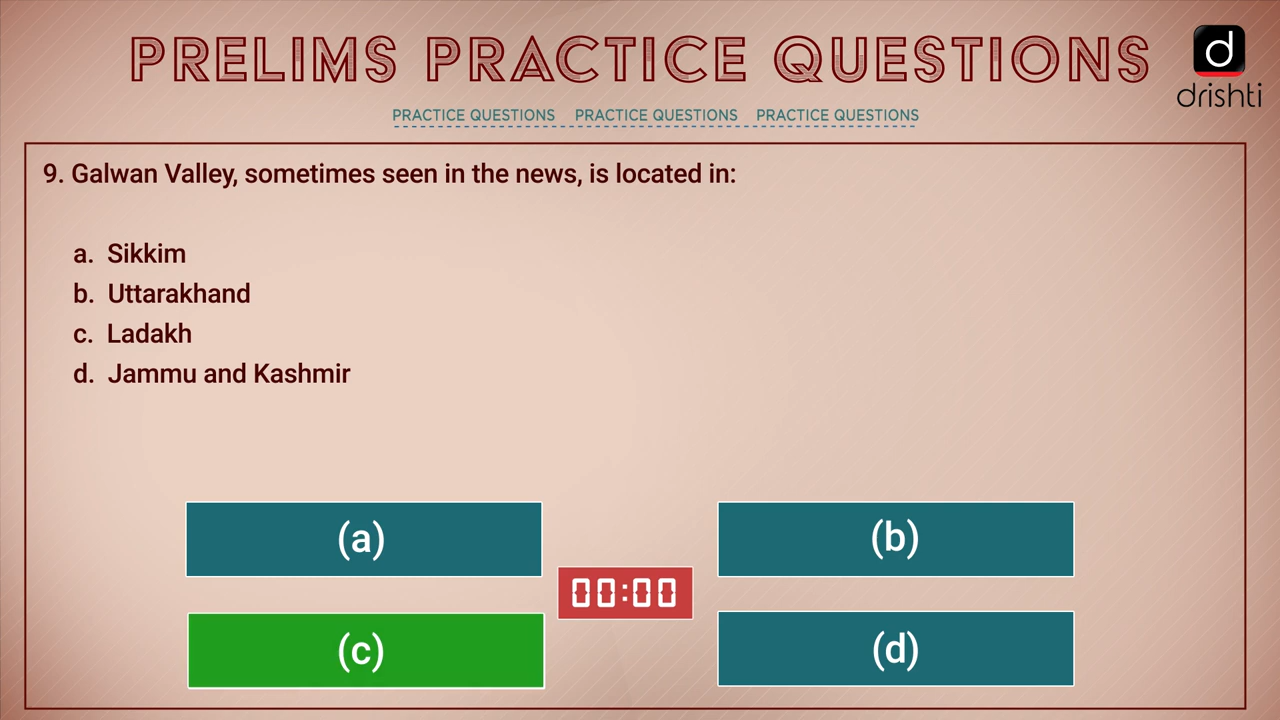 PRELIMS PRACTICE QUESTIONS
d
drishti
PRACTICE QUESTIONS PRACTICE QUESTIONS PRACTICE QUESTIONS
9. Galwan Valley, sometimes seen in the news, is located in:
a. Sikkim
b. Uttarakhand
c. Ladakh
d. Jammu and Kashmir
(a)
(b)
00:00
(c)
(d)